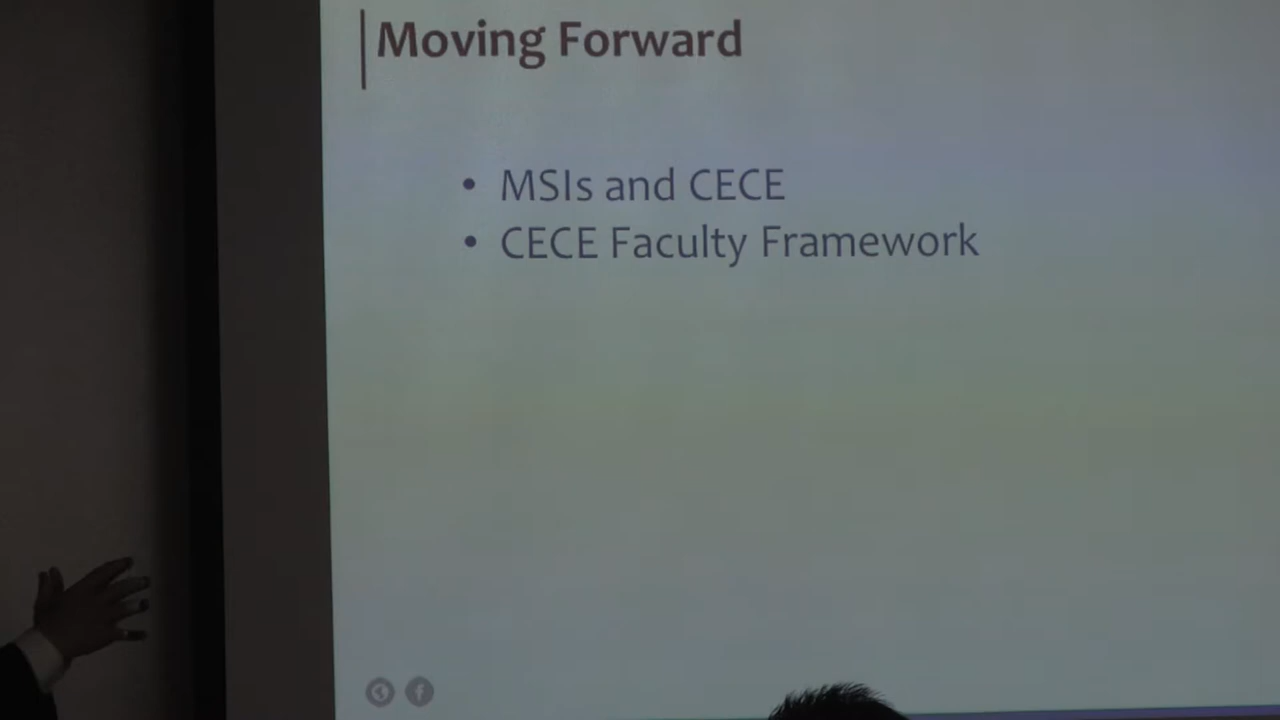 Moving Forward
• MSIs and CECE
• CECE Faculty Framework